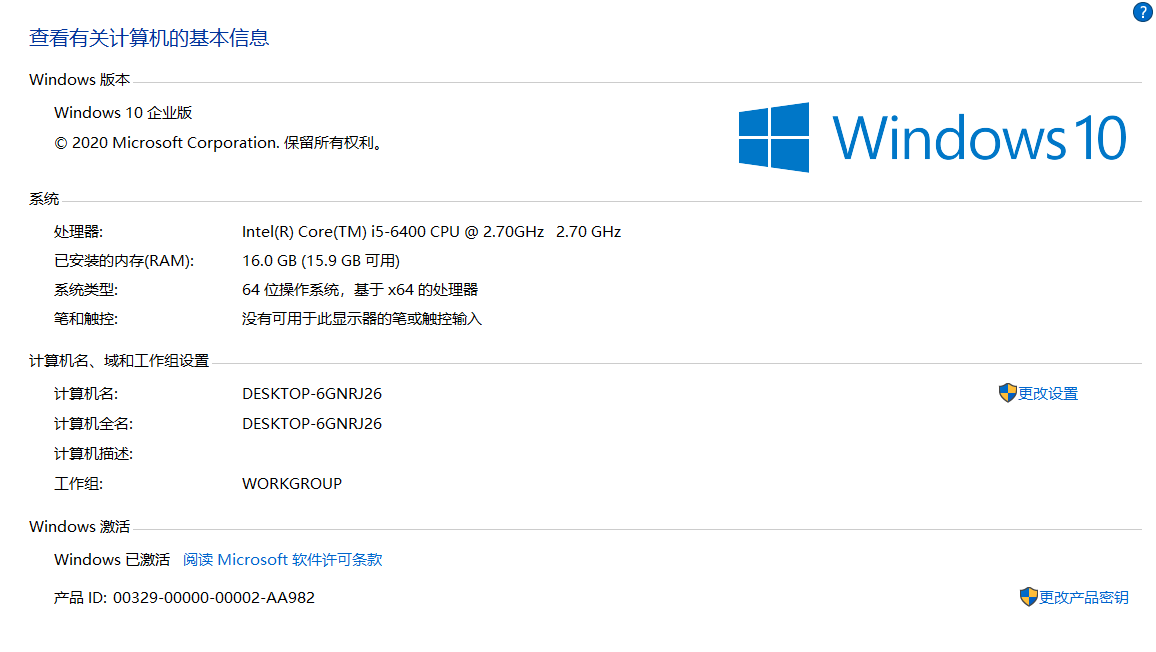 ?
查看有关计算机的基本信息
Windows 版本
Windows 10 企业版
© 2020 Microsoft Corporation. 保留所有权利。
Windows 10
系统
处理器: Intel(R) Core(TM) i5-6400 CPU @ 2.70GHz 2.70 GHz
已安装的内存(RAM): 16.0 GB (15.9 GB 可用)
系统类型: 64 位操作系统，基于 x64 的处理器
笔和触控: 没有可用于此显示器的笔或触控输入
计算机名、域和工作组设置
计算机名: DESKTOP-6GNRJ26 更改设置
计算机全名: DESKTOP-6GNRJ26
计算机描述:
工作组: WORKGROUP
Windows 激活
Windows 已激活 阅读 Microsoft 软件许可条款
产品 ID: 00329-00000-00002-AA982 更改产品密钥